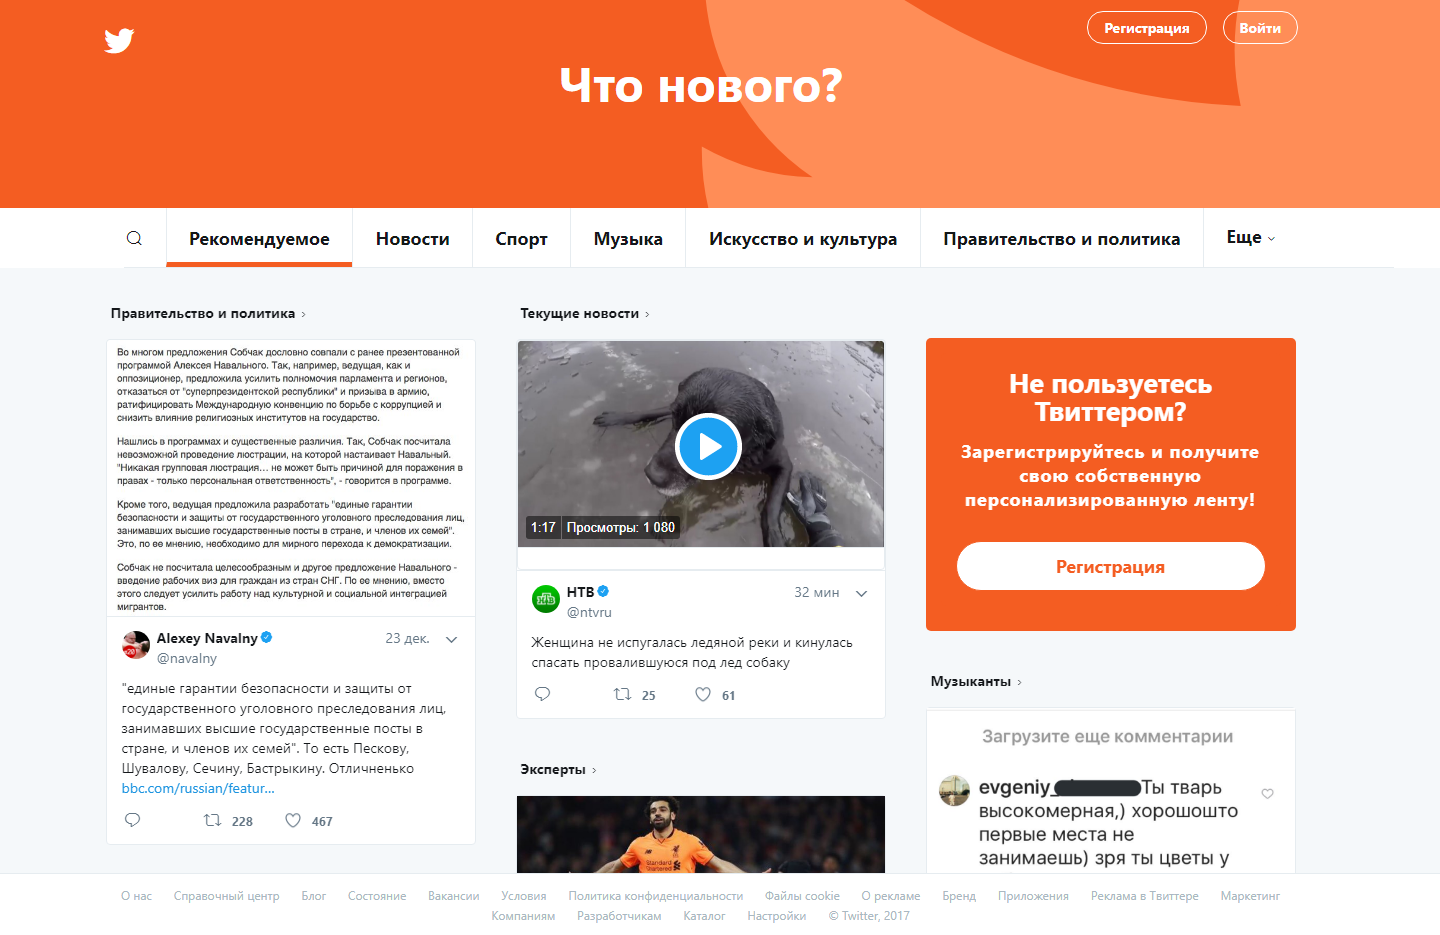 Регистрация
Войти
Что нового?
Рекомендуемое
Новости
Спорт
Музыка
Искусство и культура
Правительство и политика
Еще
Правительство и политика
Во многом предложения Собчак дословно совпали с ранее презентованной
программой Алексея Навального. Так, например, ведущая, как и
оппозиционер, предложила усилить полномочия парламента и регионов,
отказаться от "суперпрезидентской республики" и призыва в армию,
ратифицировать Международную конвенцию по борьбе с коррупцией и
снизить влияние религиозных институтов на государство.
Нашлись в программах и существенные различия. Так, Собчак посчитала
невозможной проведение люстрации, на которой настаивает Навальный.
"Никакая групповая люстрация... не может быть причиной для поражения в
правах - только персональная ответственность", - говорится в программе.
Кроме того, ведущая предложила разработать "единые гарантии
безопасности и защиты от государственного уголовного преследования лиц,
занимавших высшие государственные посты в стране, и членов их семей".
Это, по ее мнению, необходимо для мирного перехода к демократизации.
Собчак не посчитала целесообразным и другое предложение Навального -
введение рабочих виз для граждан из стран СНГ. По ее мнению, вместо
этого следует усилить работу над культурной и социальной интеграцией
мигрантов.
Alexey Navalny
23 дек.
@navalny
"единые гарантии безопасности и защиты от
государственного уголовного преследования лиц,
занимавших высшие государственные посты в
стране, и членов их семей". То есть Пескову,
Шувалову, Сечину, Бастрыкину. Отличненько
bbc.com/russian/featur...
228
467
Текущие новости
1:17
Просмотры: 1 080
НТВ
32 мин
@ntvru
Женщина не испугалась ледяной реки и кинулась
спасать провалившуюся под лед собаку
25
61
Эксперты
Standard
Chartered
Не пользуетесь
Твиттером?
Зарегистрируйтесь и получите
свою собственную
персонализированную ленту!
Регистрация
Музыканты
Загрузите еще комментарии
evgeniy_ Ты тварь
высокомерная,) хорошошто
первые места не
занимаешь) зря ты цветы у
О нас Справочный центр Блог Состояние Вакансии Условия Политика конфиденциальности Файлы cookie О рекламе Бренд Приложения Реклама в Твиттере Маркетинг
Компаниям Разработчикам Каталог Настройки © Twitter, 2017